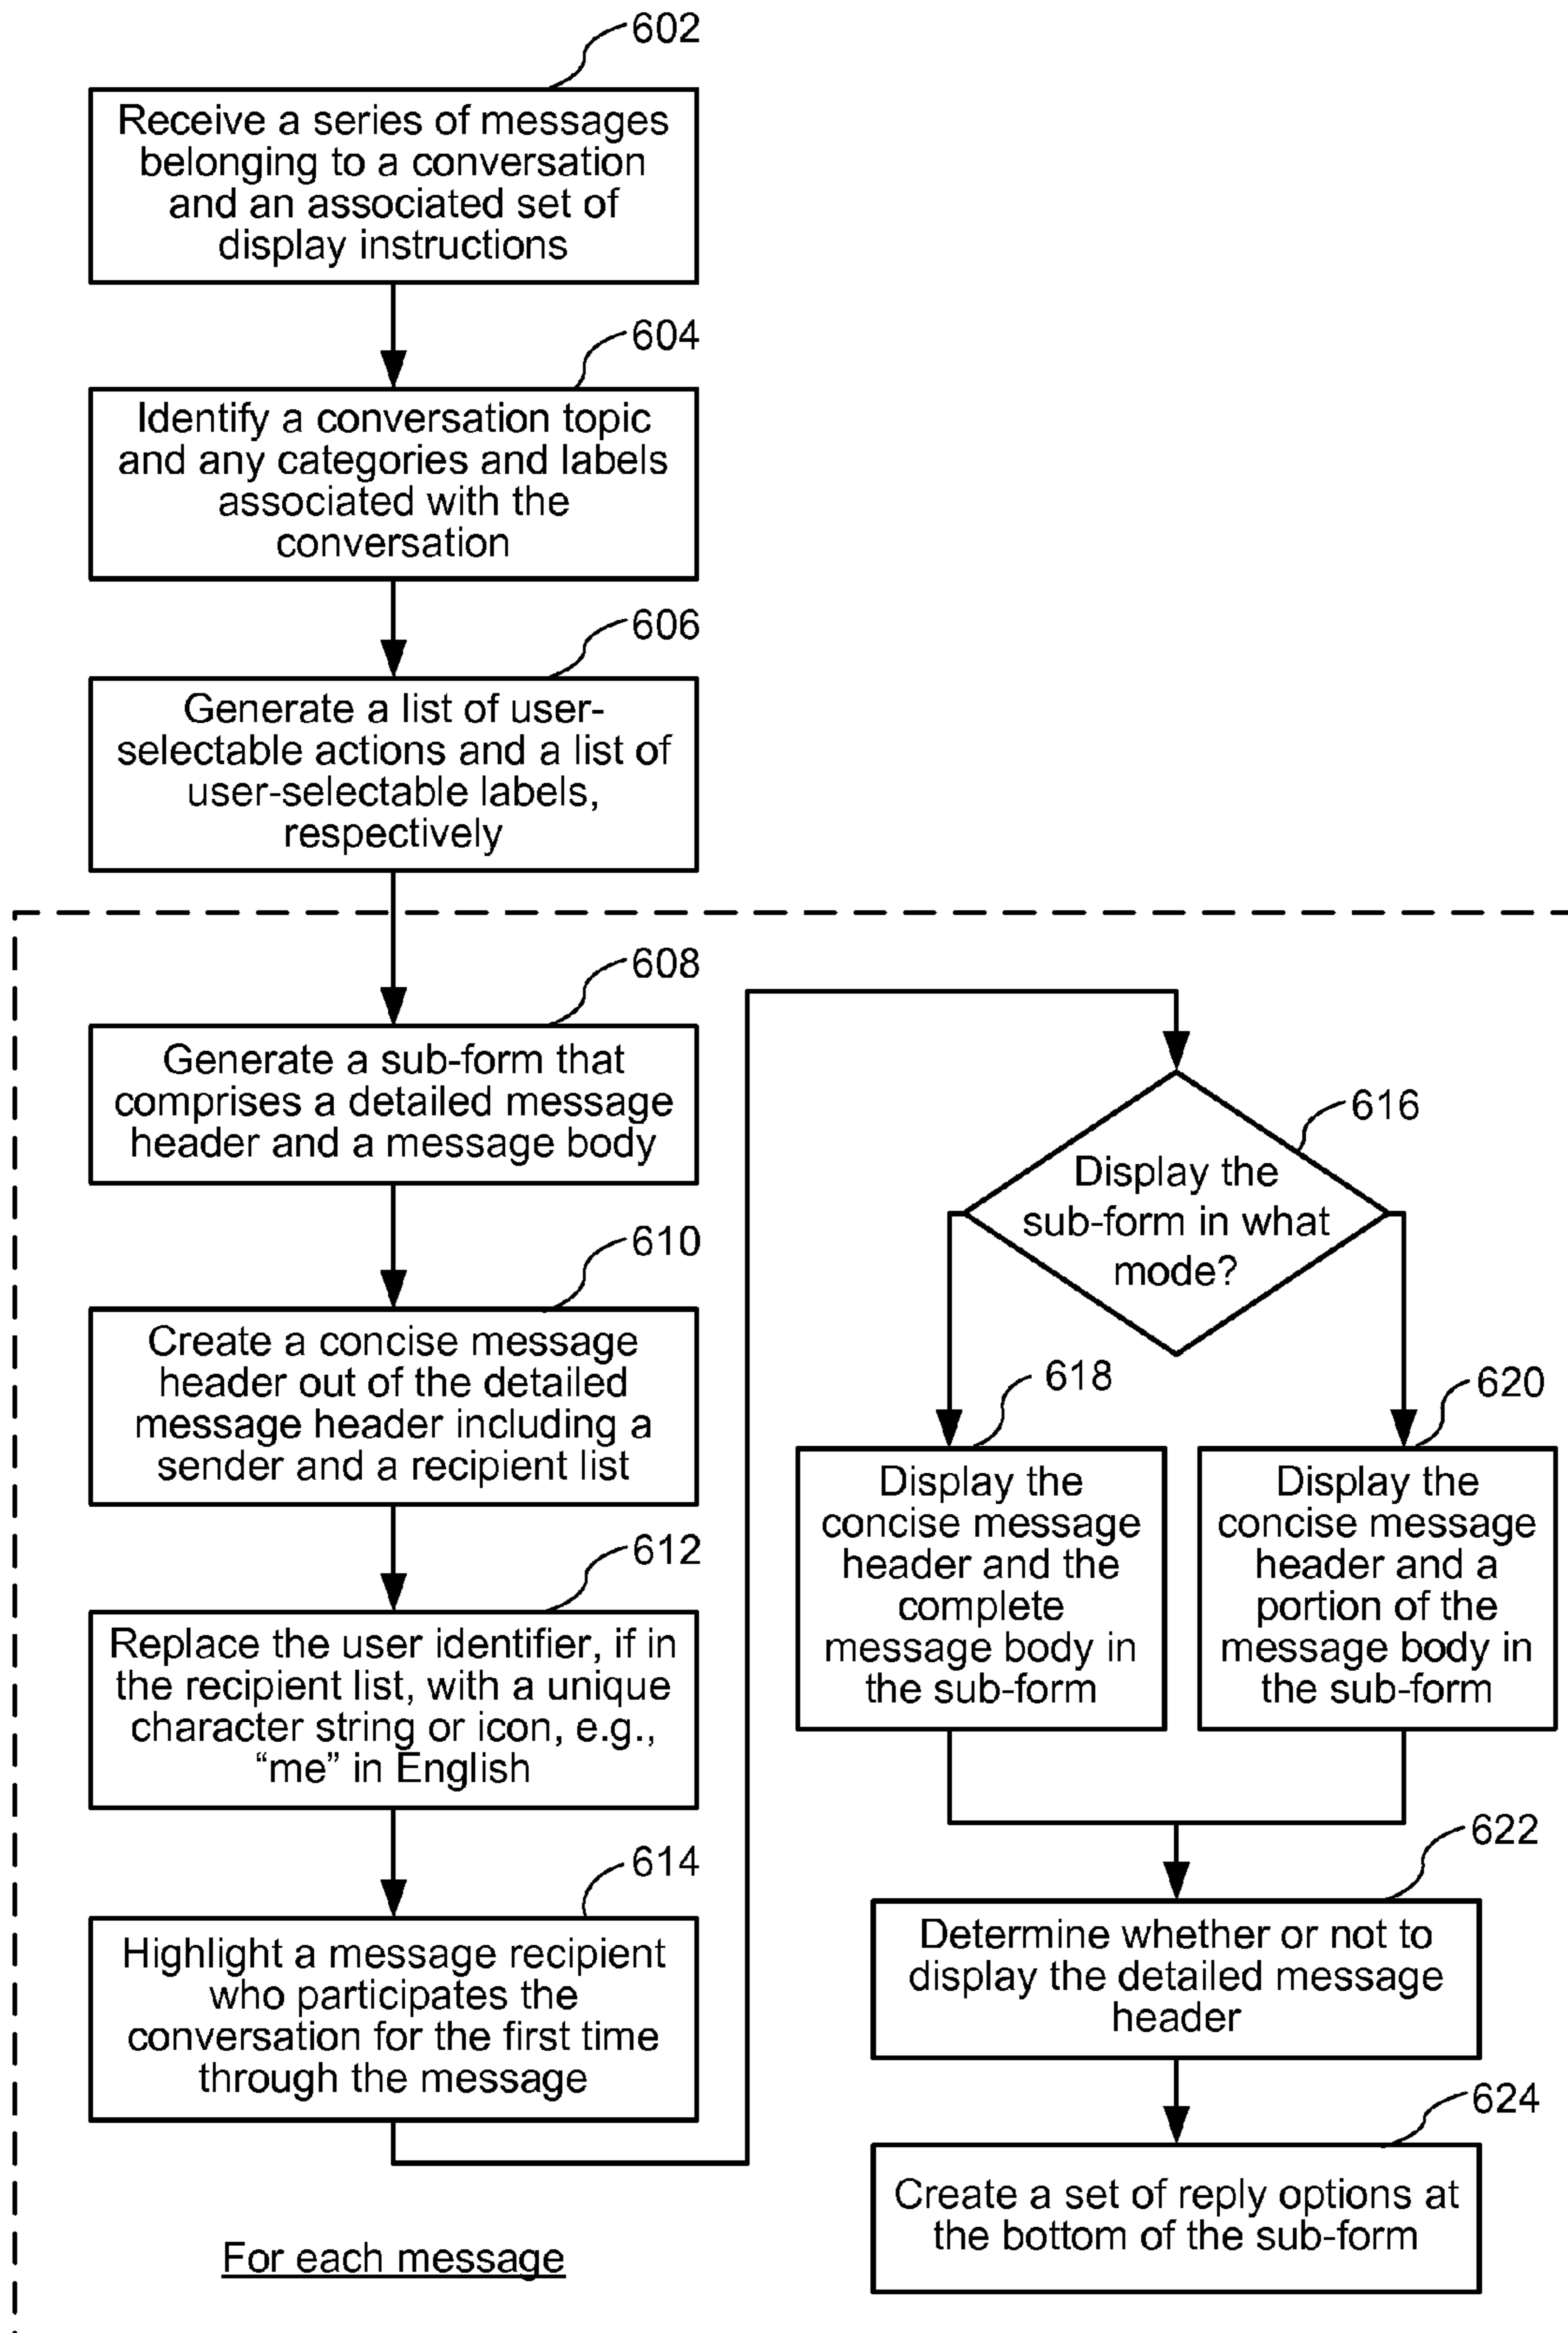 602
Receive a series of messages
belonging to a conversation
and an associated set of
display instructions
604
Identify a conversation topic
and any categories and labels
associated with the
conversation
606
Generate a list of user-
selectable actions and a list of
user-selectable labels,
respectively
608
Generate a sub-form that
comprises a detailed message
header and a message body
610
Create a concise message
header out of the detailed
message header including a
sender and a recipient list
612
Replace the user identifier, if in
the recipient list, with a unique
character string or icon, e.g.,
“me” in English
614
Highlight a message recipient
who participates the
conversation for the first time
through the message
For each message
616
Display the
sub-form in what
mode?
618
Display the
concise message
header and the
complete
message body in
the sub-form
620
Display the
concise message
header and a
portion of the
message body in
the sub-form
622
Determine whether or not to
display the detailed message
header
624
Create a set of reply options at
the bottom of the sub-form